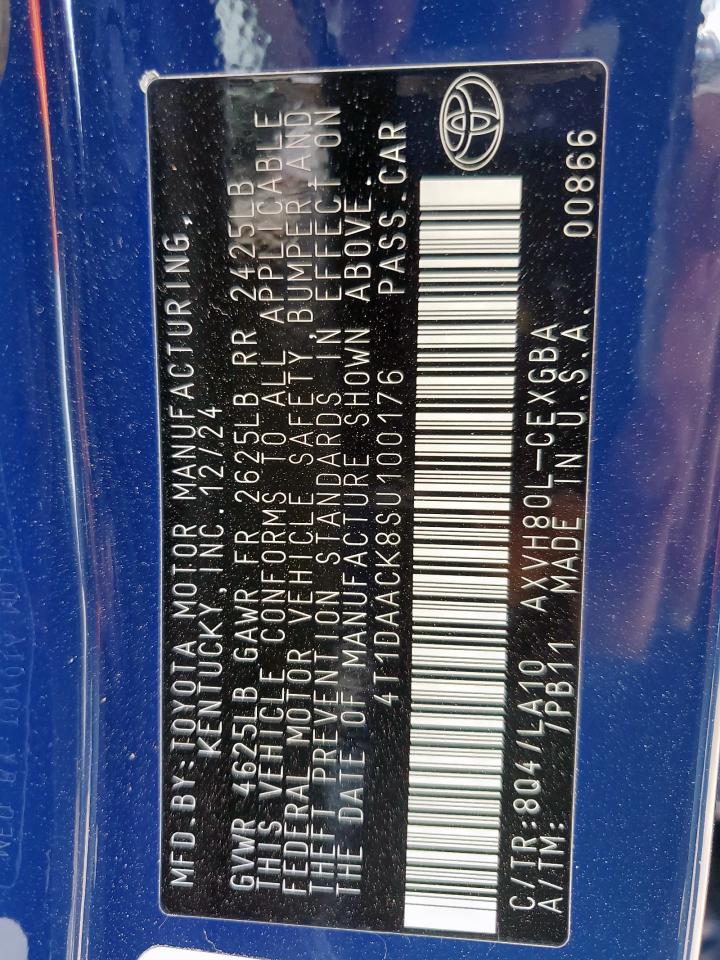 MFD.BY:TOYOTA MOTOR MANUFACTURING,
KENTUCKY, INC. 12/24
GVWR 4625LB GAWR FR 2625LB RR 2425LB
THIS VEHICLE CONFORMS TO ALL APPLICABLE
FEDERAL MOTOR VEHICLE SAFETY, BUMPER, AND
THEFT PREVENTION STANDARDS IN EFFECT ON
THE DATE OF MANUFACTURE SHOWN ABOVE.
4T1DAACK8SU100176 PASS.CAR
C/TR:804/LA10 AXVH80L-CEXGBA
A/TM: /PB11 MADE IN U.S.A. 00866